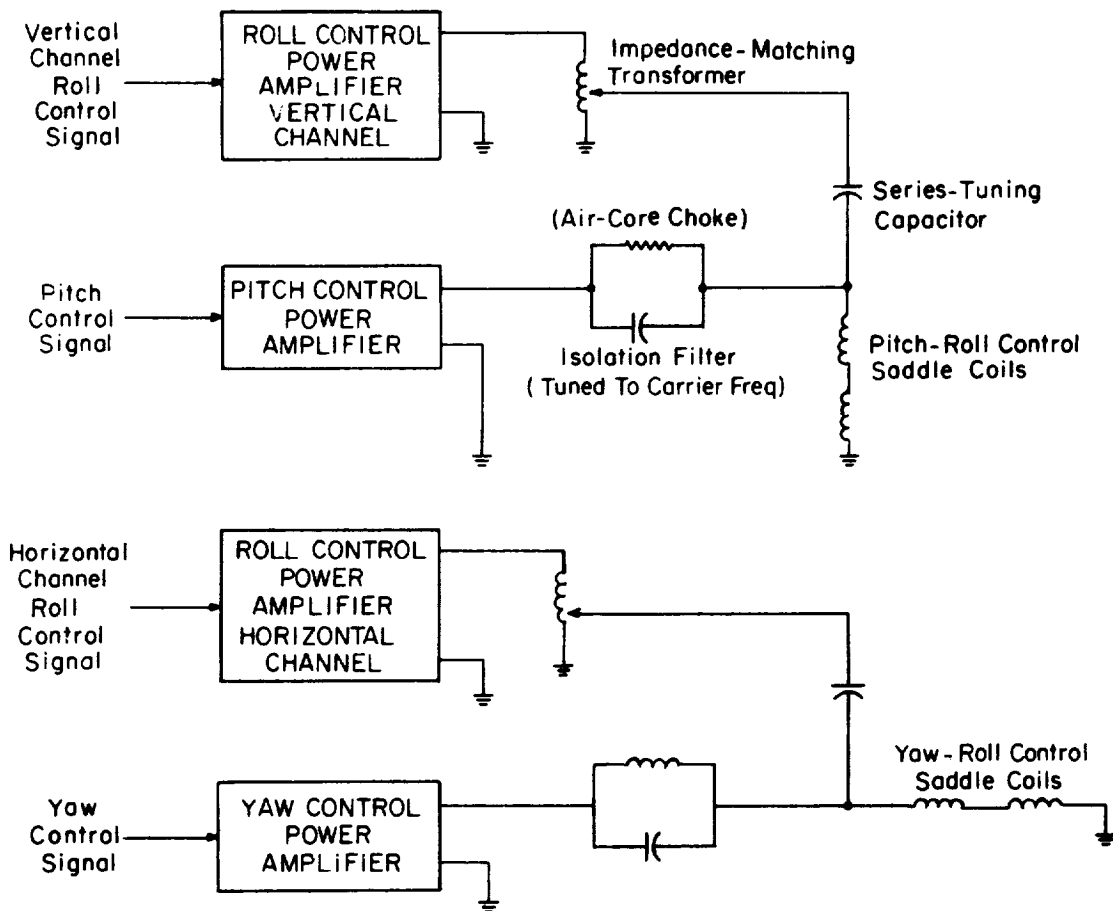 Vertical
Channel
Roll
Control
Signal
ROLL CONTROL
POWER
AMPLIFIER
VERTICAL
CHANNEL
Impedance-Matching
Transformer
Series-Tuning
Capacitor
(Air-Core Choke)
Pitch
Control
Signal
PITCH CONTROL
POWER
AMPLIFIER
Isolation Filter
(Tuned To Carrier Freq)
Pitch-Roll Control
Saddle Coils
Horizontal
Channel
Roll
Control
Signal
ROLL CONTROL
POWER
AMPLIFIER
HORIZONTAL
CHANNEL
Yaw-Roll Control
Saddle Coils
Yaw
Control
Signal
YAW CONTROL
POWER
AMPLIFIER